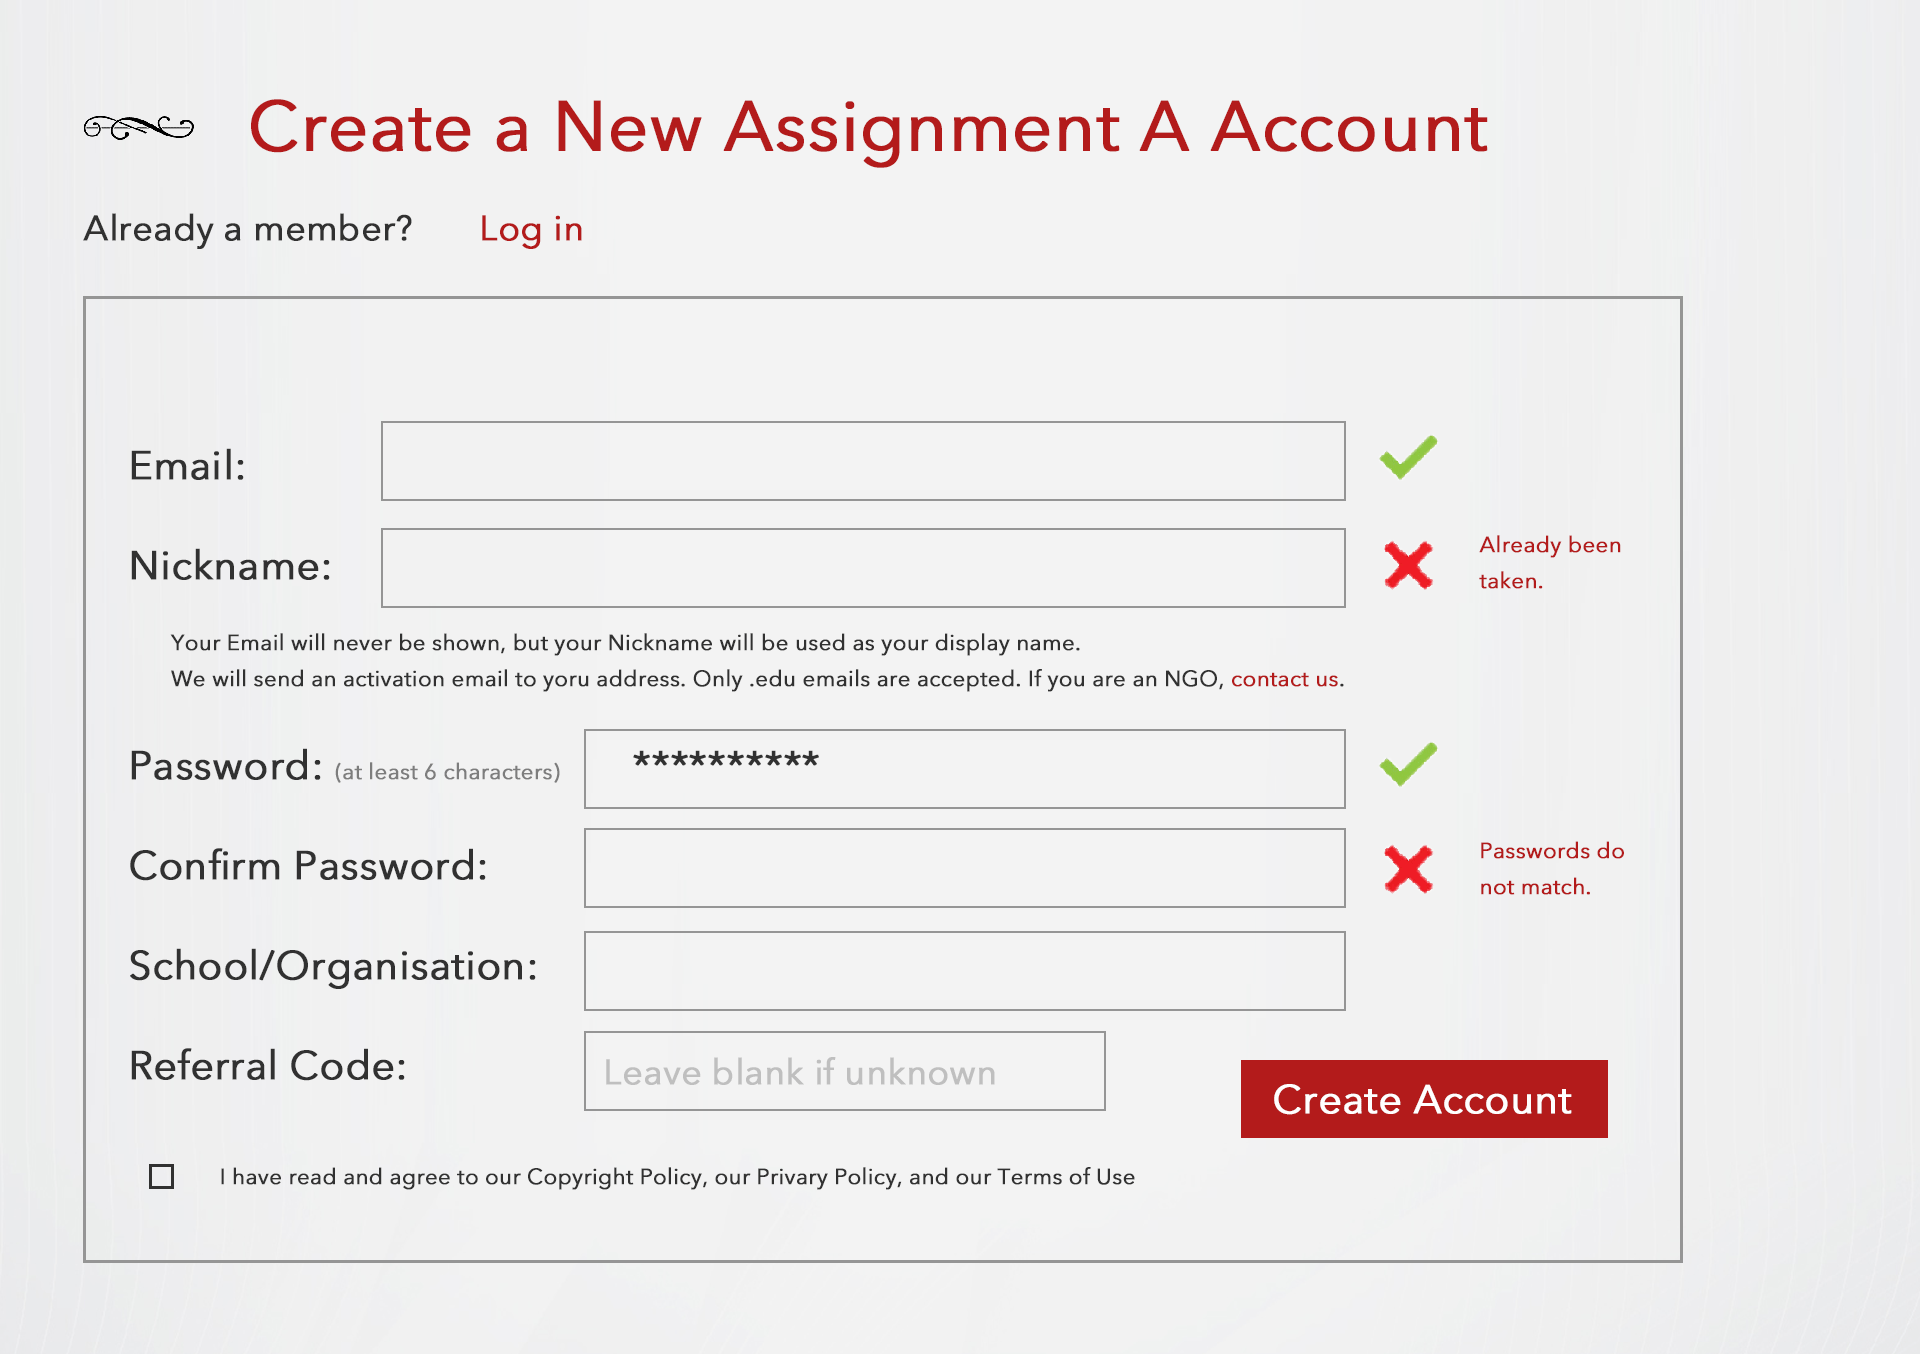 Create a New Assignment A Account
Already a member? Log in
Email:
Nickname:
Already been
taken.
Your Email will never be shown, but your Nickname will be used as your display name.
We will send an activation email to yoru address. Only .edu emails are accepted. If you are an NGO, contact us.
Password: (at least 6 characters) **********
Confirm Password:
Passwords do
not match.
School/Organisation:
Referral Code: Leave blank if unknown
Create Account
I have read and agree to our Copyright Policy, our Privary Policy, and our Terms of Use